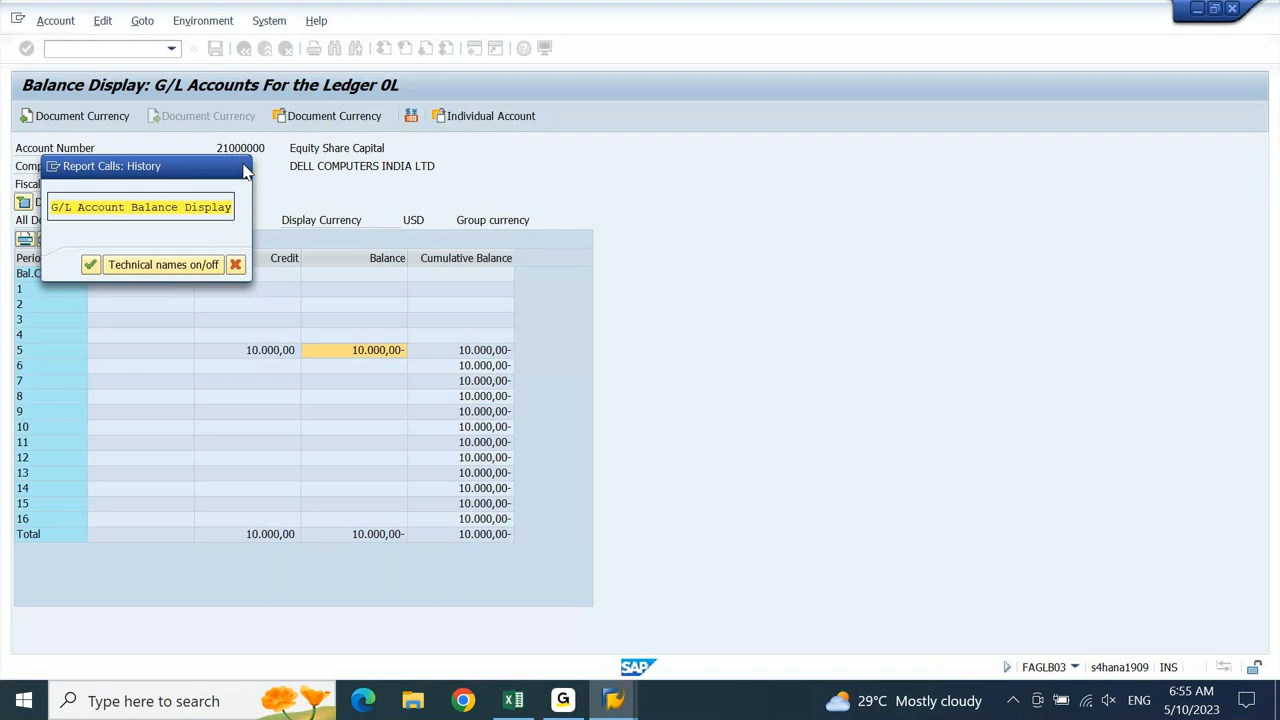 Account Edit Goto Environment System Help
Balance Display: G/L Accounts For the Ledger 0L
Document Currency Document Currency Document Currency Individual Account
Account Number 21000000 Equity Share Capital
Comp DELL COMPUTERS INDIA LTD
Fiscal
Report Calls: History
G/L Account Balance Display
Technical names on/off
All Do Display Currency USD Group currency
Perio Credit Balance Cumulative Balance
Bal.C
1
2
3
4
5 10.000,00 10.000,00- 10.000,00-
6 10.000,00-
7 10.000,00-
8 10.000,00-
9 10.000,00-
10 10.000,00-
11 10.000,00-
12 10.000,00-
13 10.000,00-
14 10.000,00-
15 10.000,00-
16 10.000,00-
Total 10.000,00 10.000,00- 10.000,00-
SAP FAGLB03 s4hana1909 INS
Type here to search 29°C Mostly cloudy ENG 6:55 AM
5/10/2023